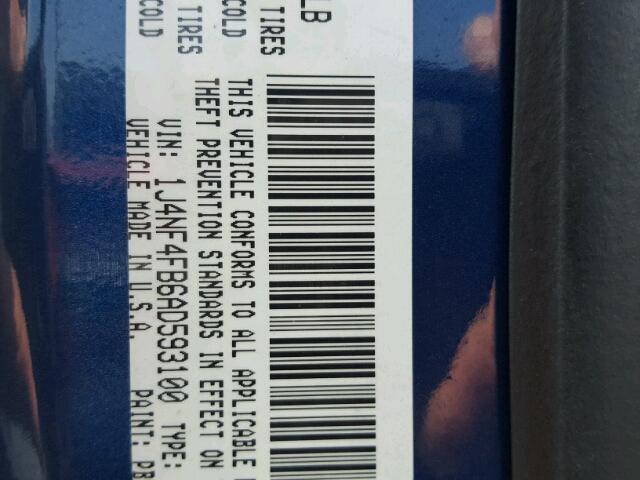 LB
TIRES
COLD
TIRES
COLD
THIS VEHICLE CONFORMS TO ALL APPLICABLE
THEFT PREVENTION STANDARDS IN EFFECT ON
VIN: 1J4NF4FB6AD593100 TYPE:
VEHICLE MADE IN U.S.A. PAINT: PB